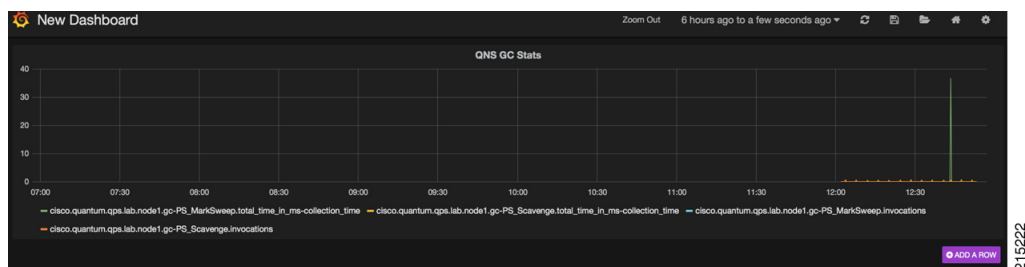 New Dashboard
Zoom Out 6 hours ago to a few seconds ago
QNS GC Stats
40
30
20
10
0
07:00 07:30 08:00 08:30 09:00 09:30 10:00 10:30 11:00 11:30 12:00 12:30
cisco.quantum.qps.lab.node1.gc-PS_MarkSweep.total_time_in_ms-collection_time cisco.quantum.qps.lab.node1.gc-PS_Scavenge.total_time_in_ms-collection_time cisco.quantum.qps.lab.node1.gc-PS_MarkSweep.invocations
cisco.quantum.qps.lab.node1.gc-PS_Scavenge.invocations
ADD A ROW
215222